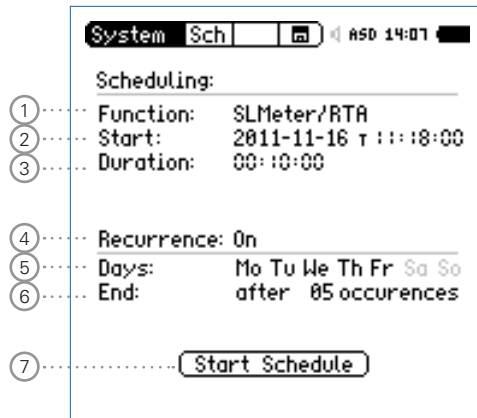 System Sch ASD 14:07
Scheduling:
① Function: SLMeter/RTA
② Start: 2011-11-16 T 11:18:00
③ Duration: 00:10:00
④ Recurrence: On
⑤ Days: Mo Tu We Th Fr Sa So
⑥ End: after 05 occurences
⑦ Start Schedule